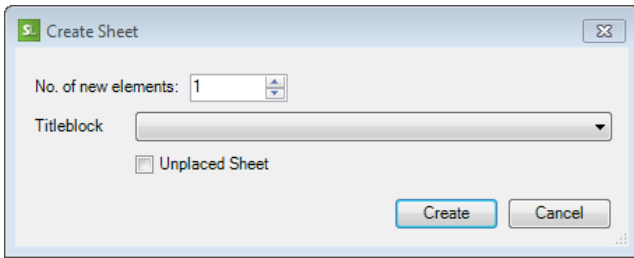 SL Create Sheet
No. of new elements: 1
Titleblock
Unplaced Sheet
Create Cancel